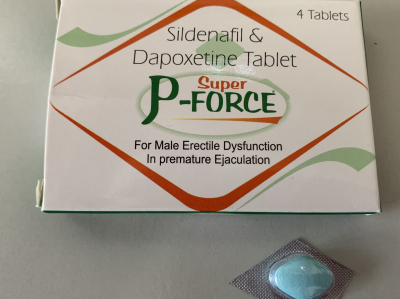 4 Tablets
Sildenafil &
Dapoxetine Tablet
Super
P-FORCE
For Male Erectile Dysfunction
In premature Ejaculation